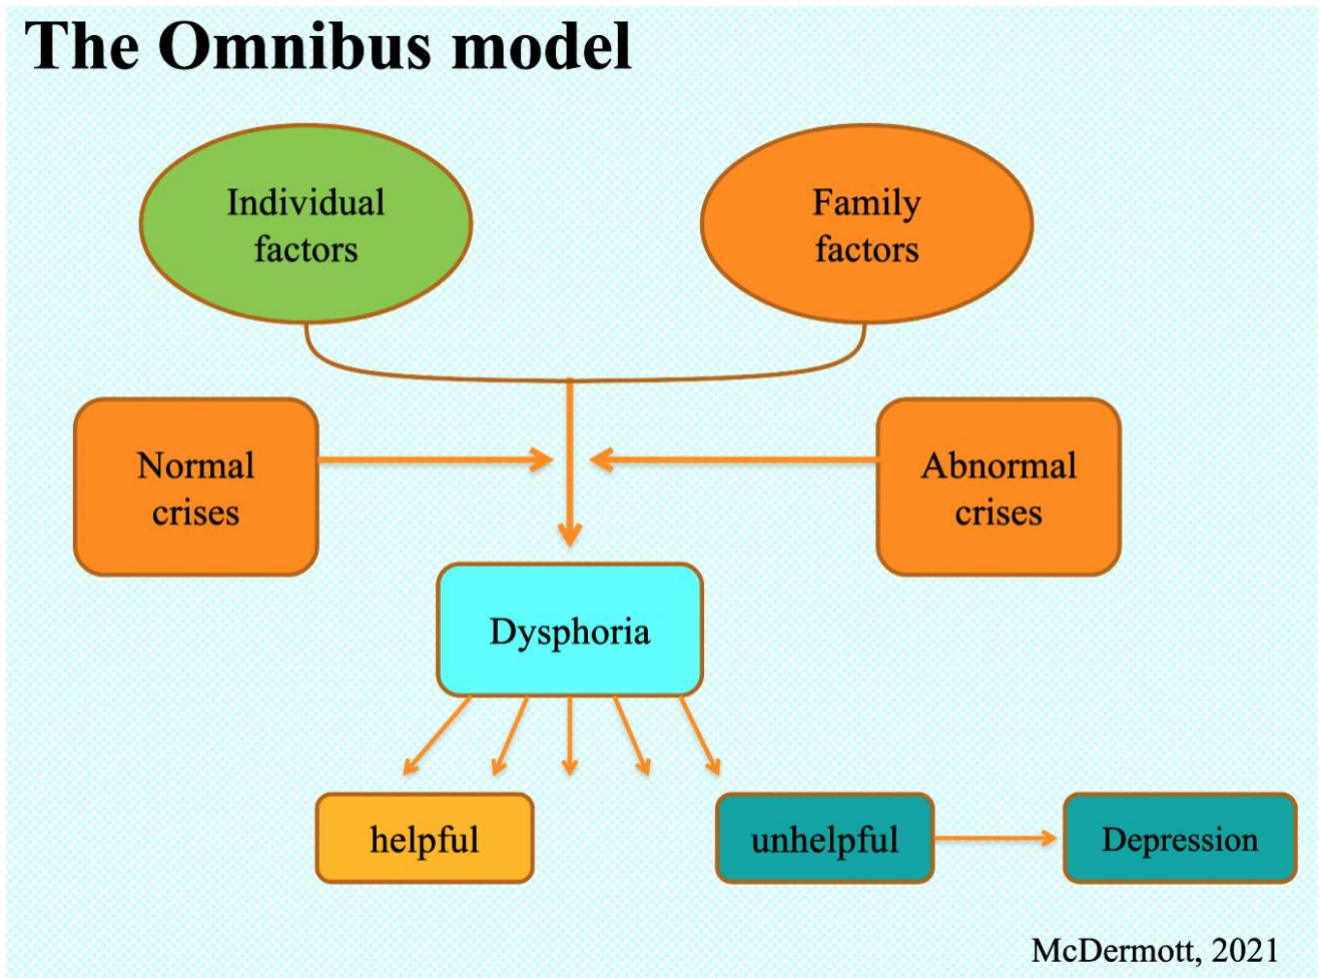 The Omnibus model
Individual
factors
Family
factors
Normal
crises
Abnormal
crises
Dysphoria
helpful
unhelpful
Depression
McDermott, 2021